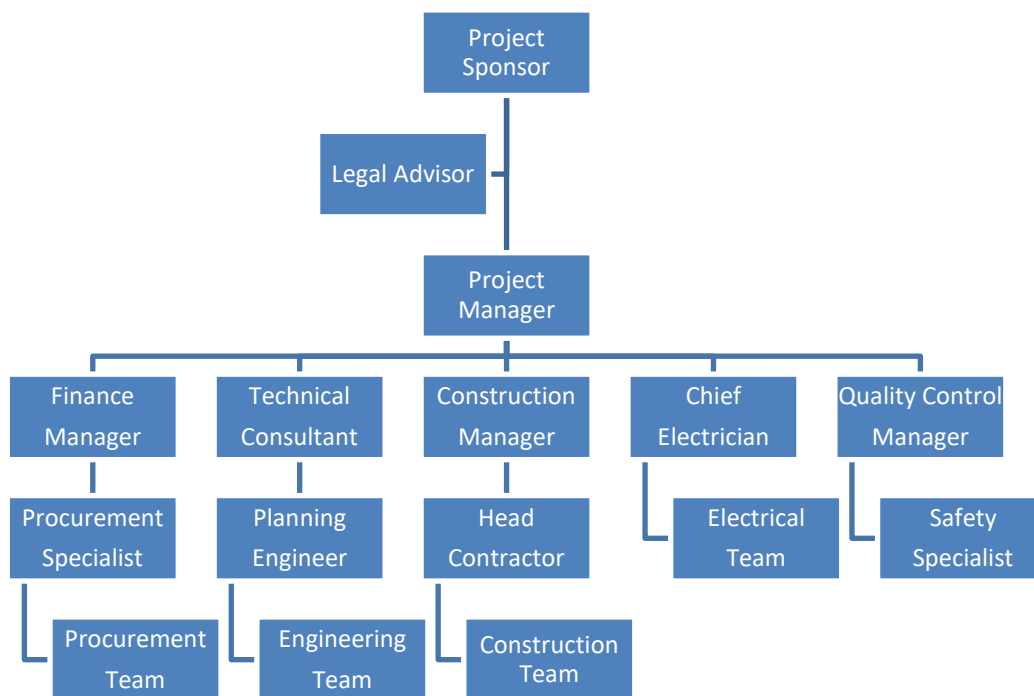 Project
Sponsor
Legal Advisor
Project
Manager
Finance
Manager
Technical
Consultant
Construction
Manager
Chief
Electrician
Quality Control
Manager
Procurement
Specialist
Planning
Engineer
Head
Contractor
Electrical
Team
Safety
Specialist
Procurement
Team
Engineering
Team
Construction
Team